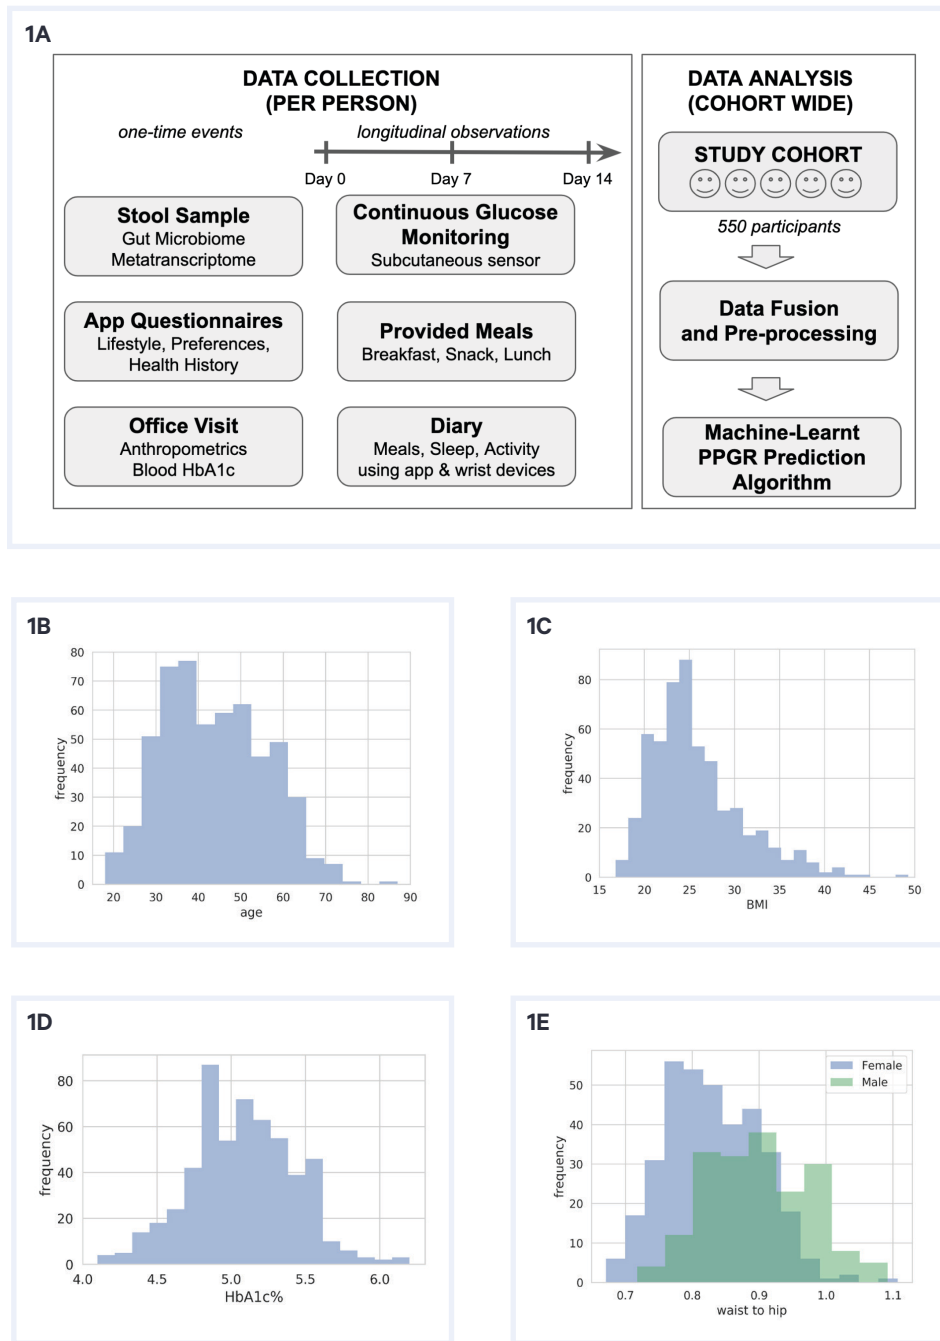 1A
DATA COLLECTION
(PER PERSON)
one-time events
longitudinal observations
Day 0
Day 7
Day 14
Stool Sample
Gut Microbiome
Metatranscriptome
Continuous Glucose
Monitoring
Subcutaneous sensor
App Questionnaires
Lifestyle, Preferences,
Health History
Provided Meals
Breakfast, Snack, Lunch
Office Visit
Anthropometrics
Blood HbA1c
Diary
Meals, Sleep, Activity
using app & wrist devices
DATA ANALYSIS
(COHORT WIDE)
STUDY COHORT
550 participants
Data Fusion
and Pre-processing
Machine-Learnt
PPGR Prediction
Algorithm
1B
80
70
60
50
40
30
20
10
0
frequency
20 30 40 50 60 70 80 90
age
1C
80
60
40
20
0
frequency
15 20 25 30 35 40 45 50
BMI
1D
80
60
40
20
0
frequency
4.0 4.5 5.0 5.5 6.0
HbA1c%
1E
Female
Male
50
40
30
20
10
0
frequency
0.7 0.8 0.9 1.0 1.1
waist to hip